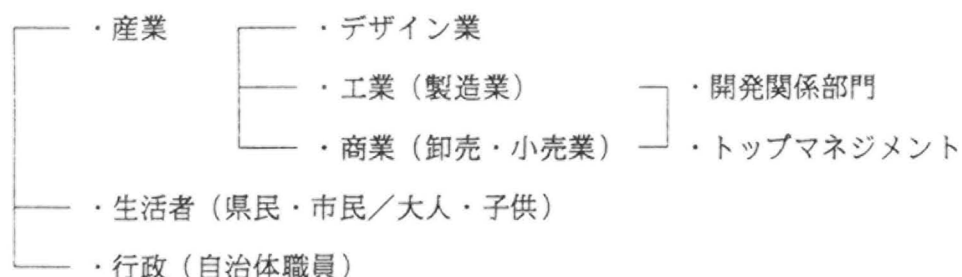 ・産業 ・デザイン業
・工業（製造業） ・開発関係部門
・商業（卸売・小売業） ・トップマネジメント
・生活者（県民・市民／大人・子供）
・行政（自治体職員）